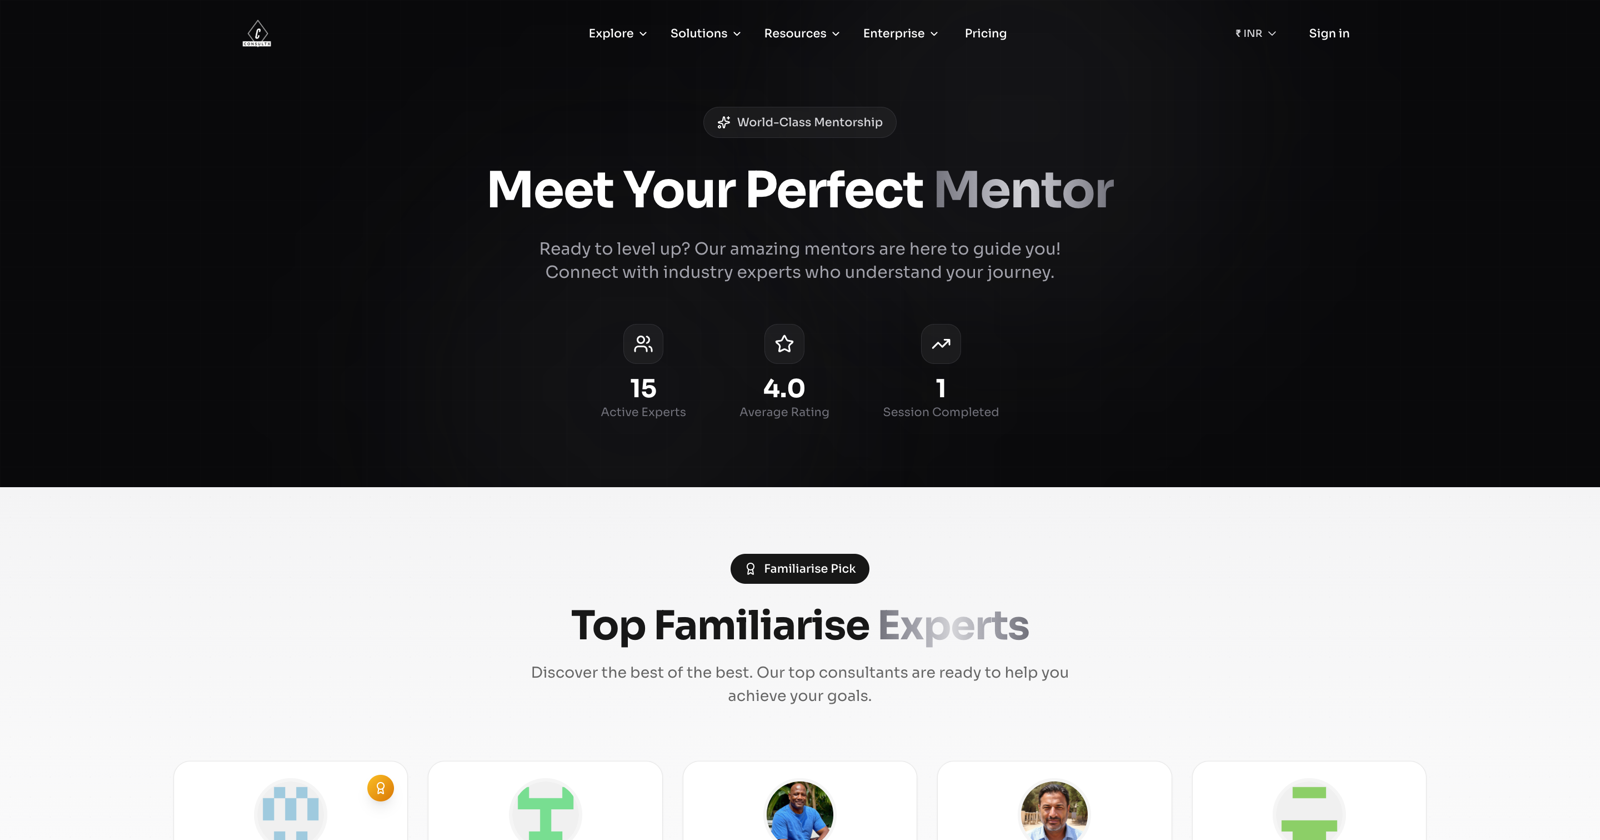 C
CONSULTX
Explore
Solutions
Resources
Enterprise
Pricing
₹ INR
Sign in
World-Class Mentorship
Meet Your Perfect Mentor
Ready to level up? Our amazing mentors are here to guide you!
Connect with industry experts who understand your journey.
15
Active Experts
4.0
Average Rating
1
Session Completed
Familiarise Pick
Top Familiarise Experts
Discover the best of the best. Our top consultants are ready to help you
achieve your goals.